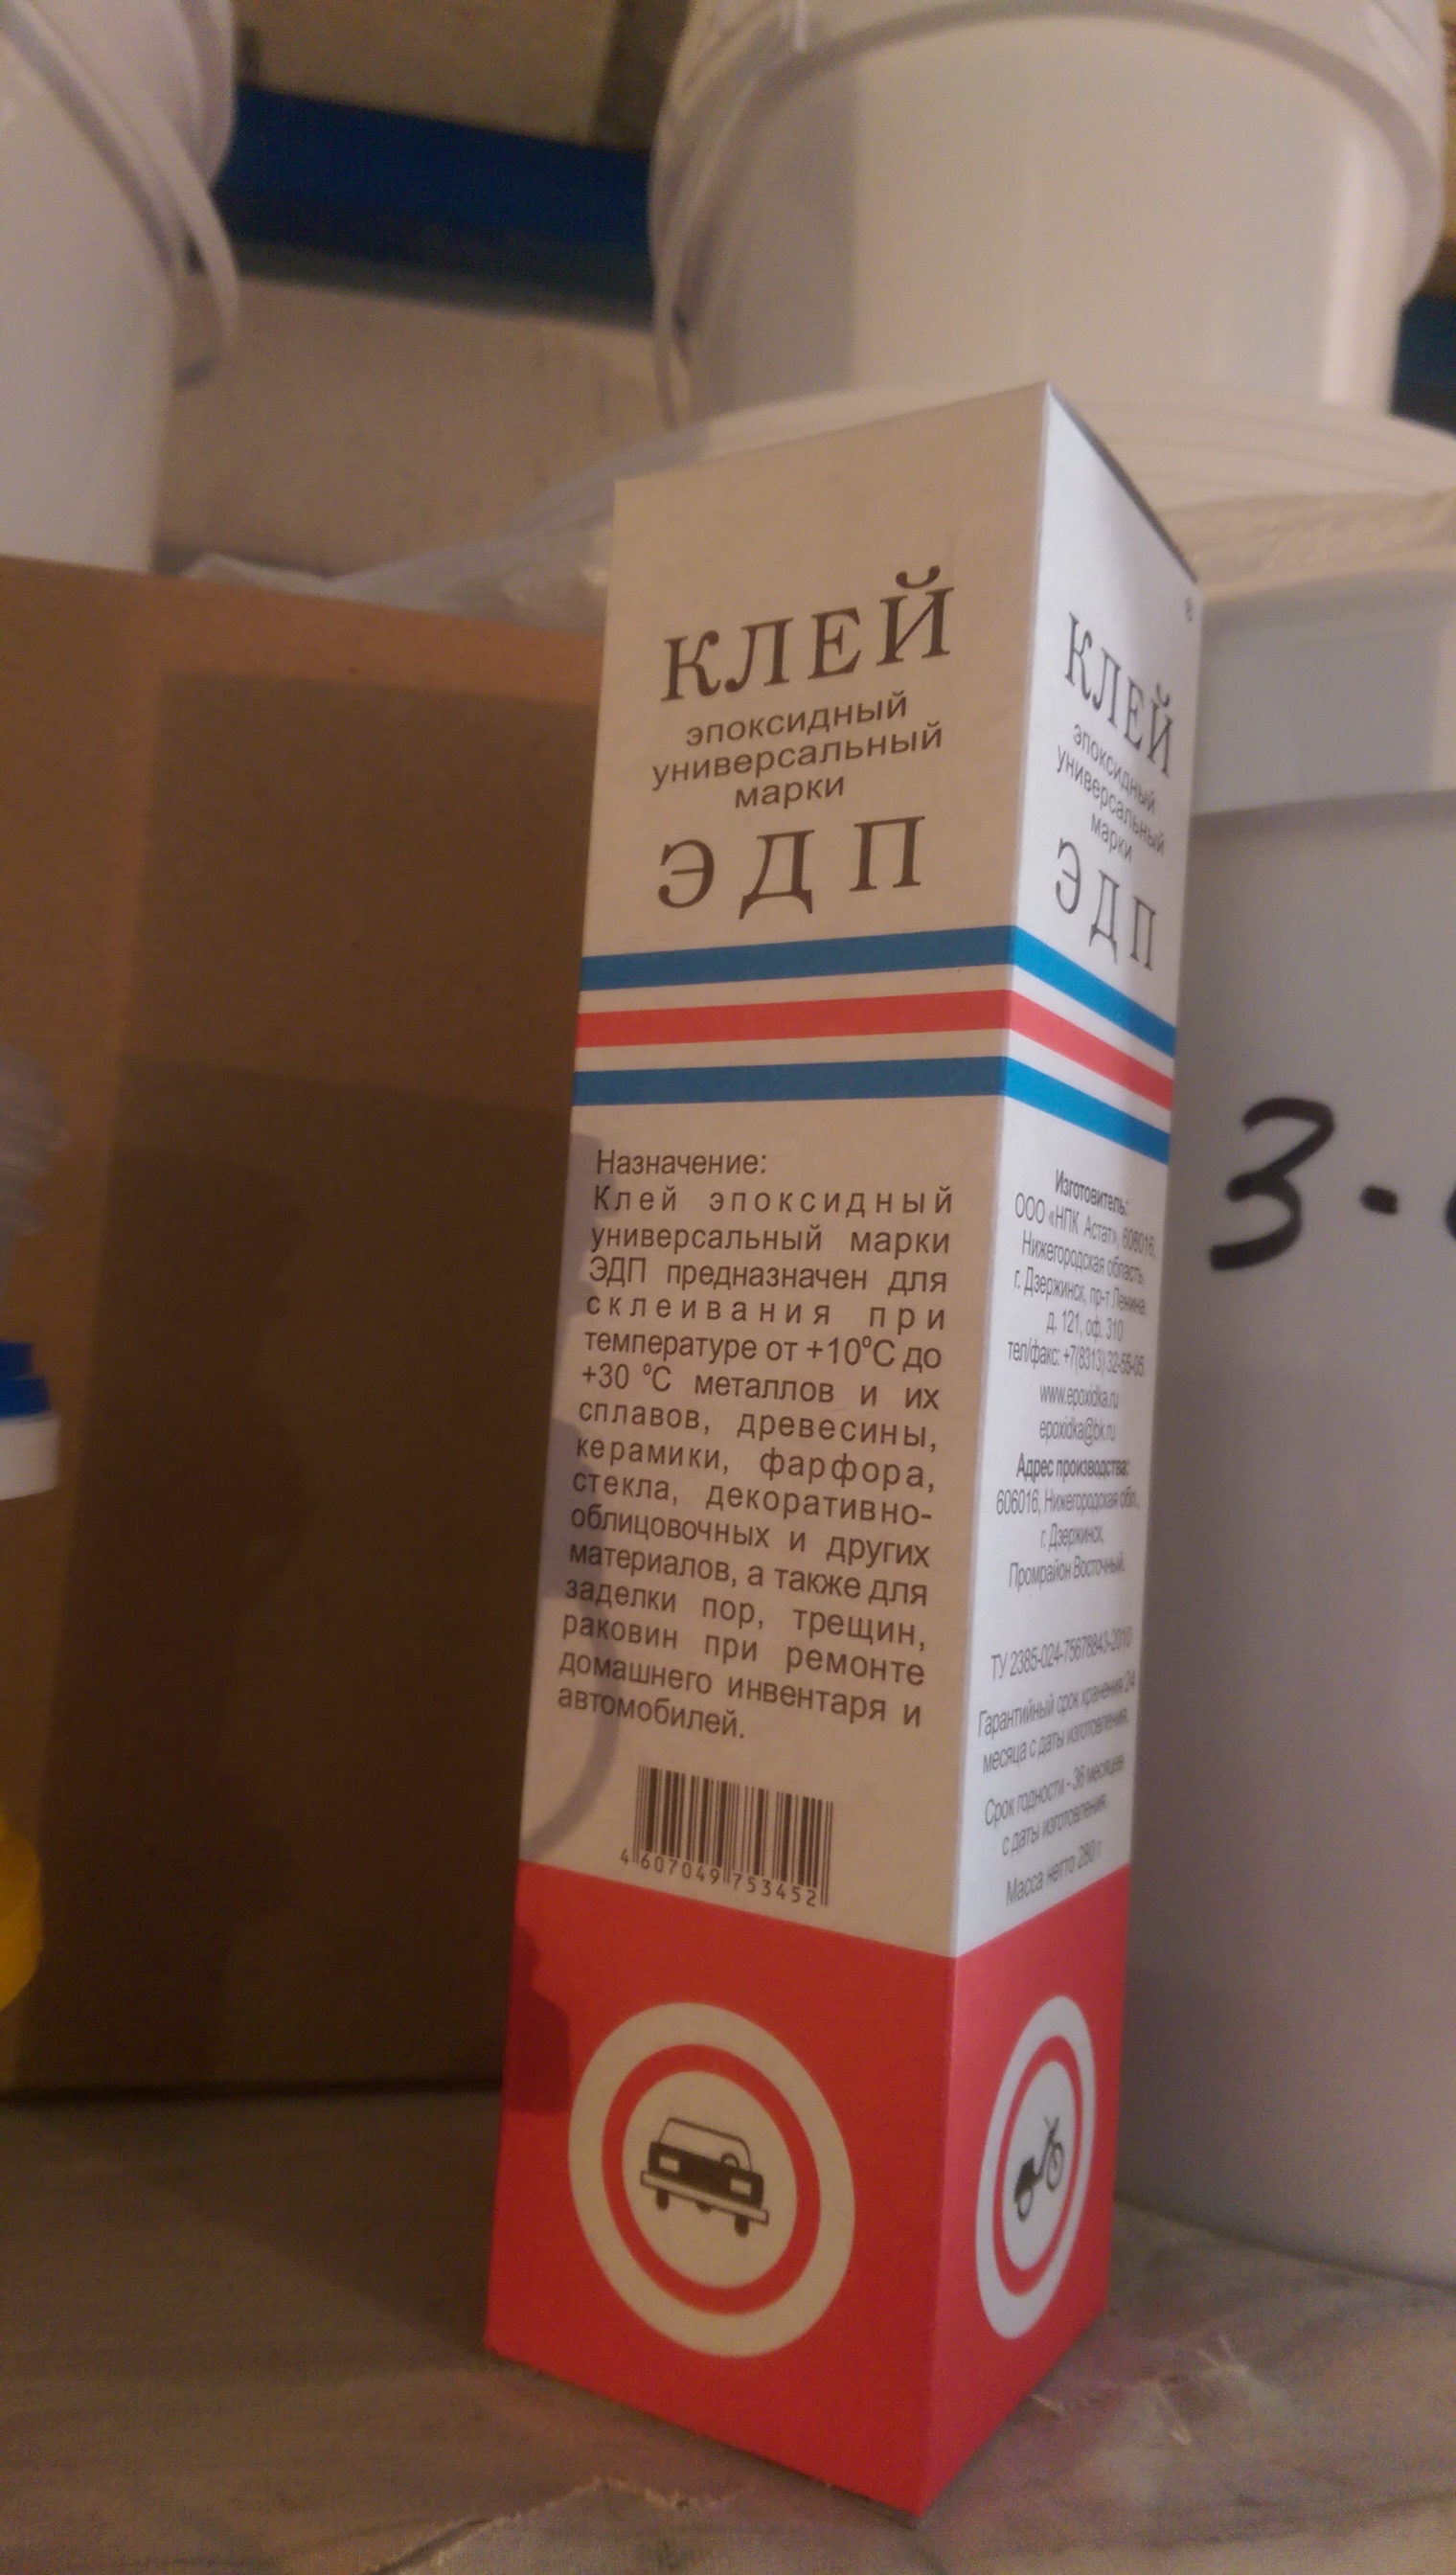 КЛЕЙ
эпоксидный
универсальный
марки
ЭДП
Назначение:
Клей эпоксидный
универсальный марки
ЭДП предназначен для
склеивания при
температуре от +10°С до
+30 °С металлов и их
сплавов, древесины,
керамики, фарфора,
стекла, декоративно-
облицовочных и других
материалов, а также для
заделки пор, трещин,
раковин при ремонте
домашнего инвентаря и
автомобилей.
4 607049 753452
®
КЛЕЙ
эпоксидный
универсальный
марки
ЭДП
Изготовитель:
ООО «НПК Астат», 606016,
Нижегородская область,
г. Дзержинск, пр-т Ленина,
д. 121, оф. 310
тел/факс: +7(8313) 32-55-05
www.epoxidka.ru
epoxidka@bk.ru
Адрес производства:
606016, Нижегородская обл.,
г. Дзержинск,
Промрайон Восточный.
ТУ 2385-024-75678843-2010
Гарантийный срок хранения 24
месяца с даты изготовления.
Срок годности - 36 месяцев
с даты изготовления.
Масса нетто 280 г
3-